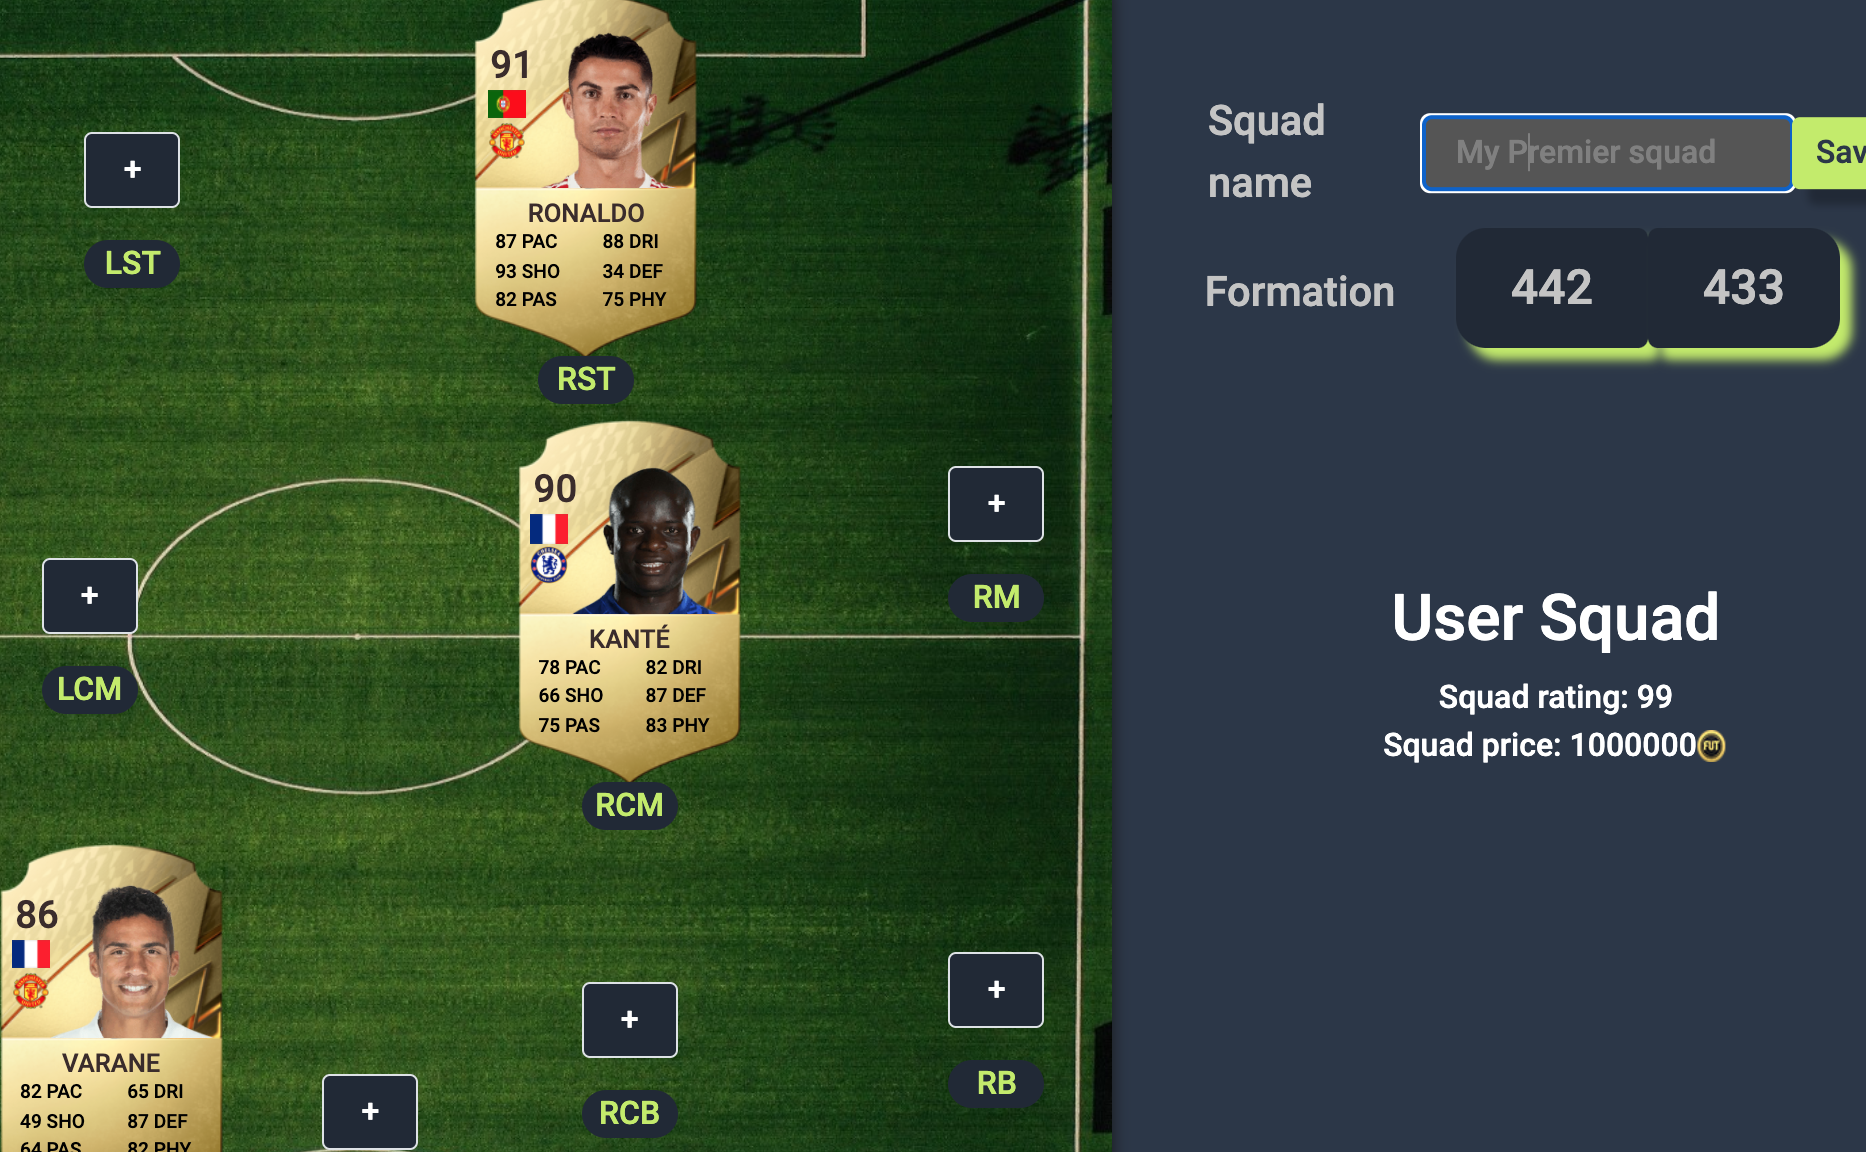 91
RONALDO
87 PAC 88 DRI
93 SHO 34 DEF
82 PAS 75 PHY
+
LST
RST
90
KANTÉ
78 PAC 82 DRI
66 SHO 87 DEF
75 PAS 83 PHY
+
RM
+
LCM
RCM
86
VARANE
82 PAC 65 DRI
49 SHO 87 DEF
64 PAS 82 PHY
+
+
RCB
+
RB
Squad
name
My Premier squad
Sav
Formation
442
433
User Squad
Squad rating: 99
Squad price: 1000000
FUT